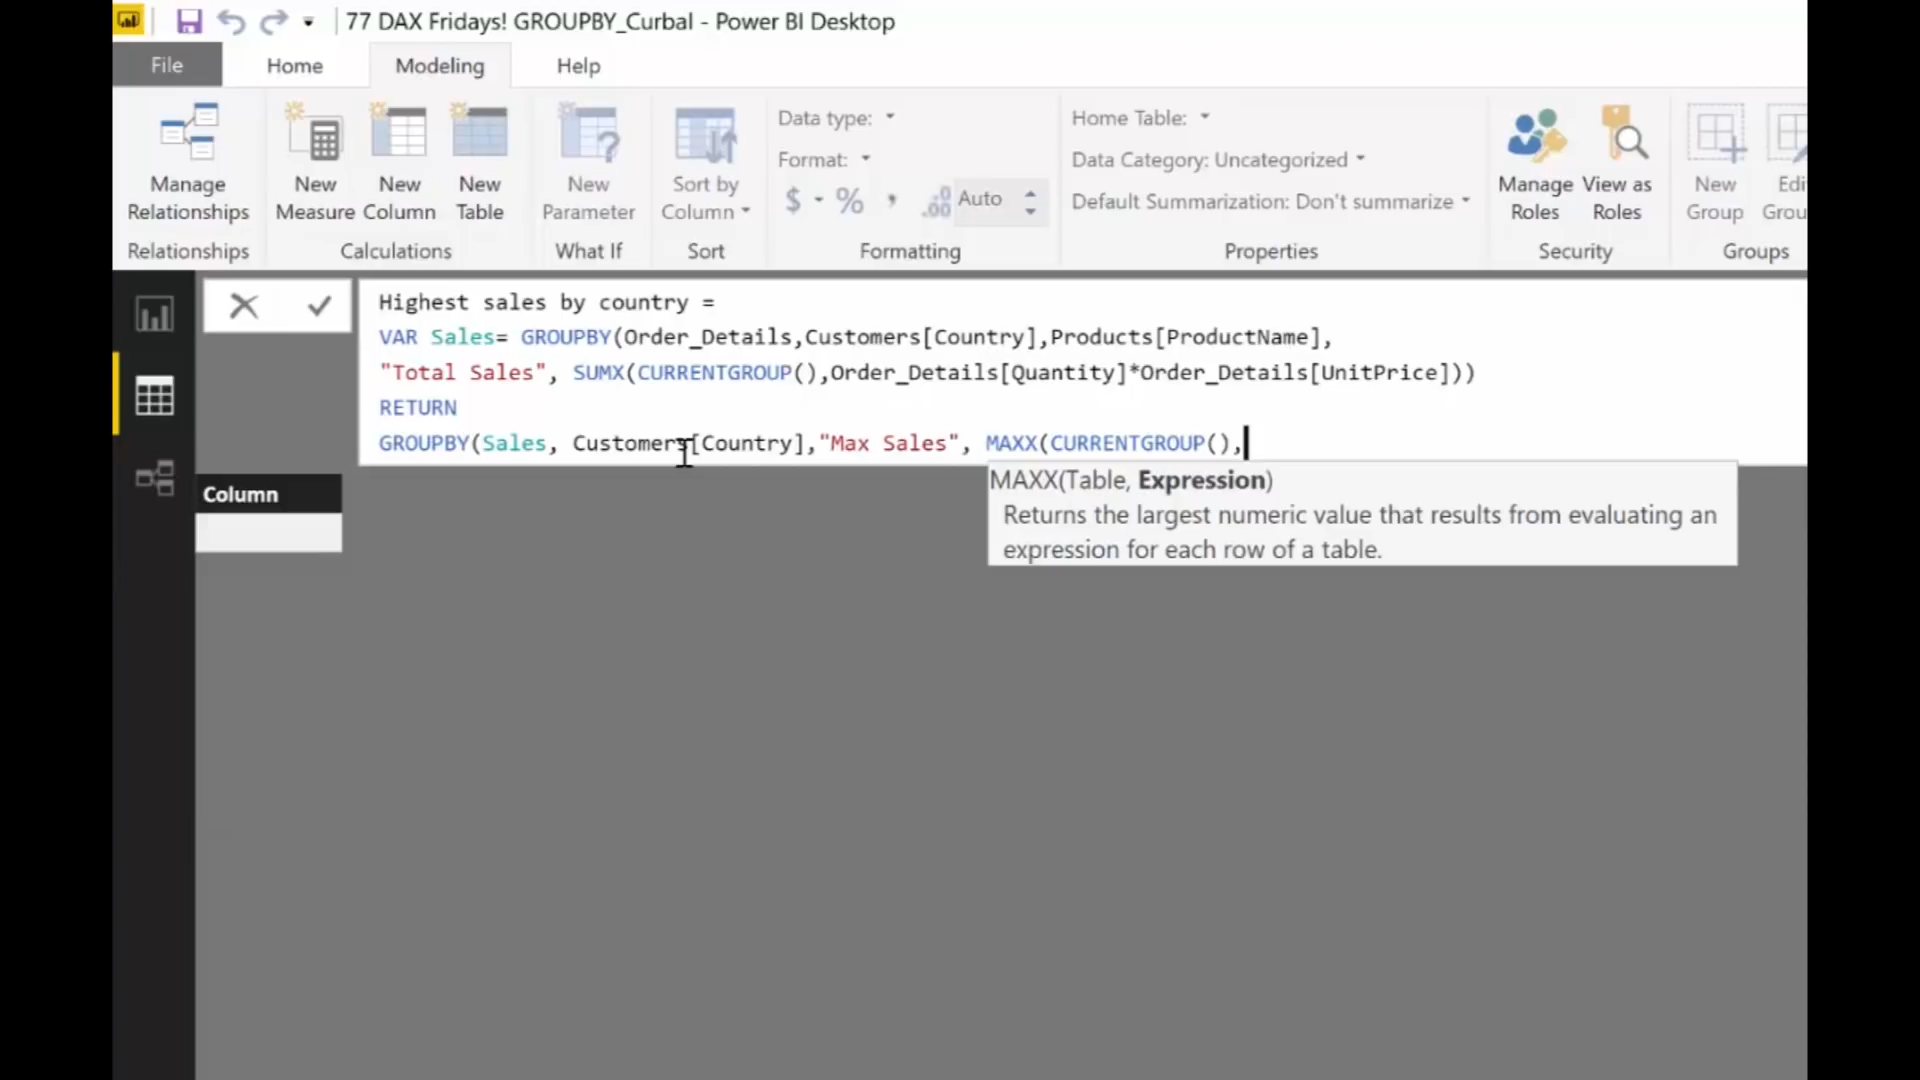 77 DAX Fridays! GROUPBY_Curbal - Power BI Desktop
File Home Modeling Help
Manage Relationships
New Measure
New Column
New Table
New Parameter
Sort by Column
Data type:
Format:
$ % , .00 Auto
Home Table:
Data Category: Uncategorized
Default Summarization: Don't summarize
Manage Roles
View as Roles
New Group
Edi
Grou
Relationships Calculations What If Sort Formatting Properties Security Groups
Highest sales by country =
VAR Sales= GROUPBY(Order_Details,Customers[Country],Products[ProductName],
"Total Sales", SUMX(CURRENTGROUP(),Order_Details[Quantity]*Order_Details[UnitPrice]))
RETURN
GROUPBY(Sales, Customers[Country],"Max Sales", MAXX(CURRENTGROUP(),
MAXX(Table, Expression)
Returns the largest numeric value that results from evaluating an
expression for each row of a table.
Column